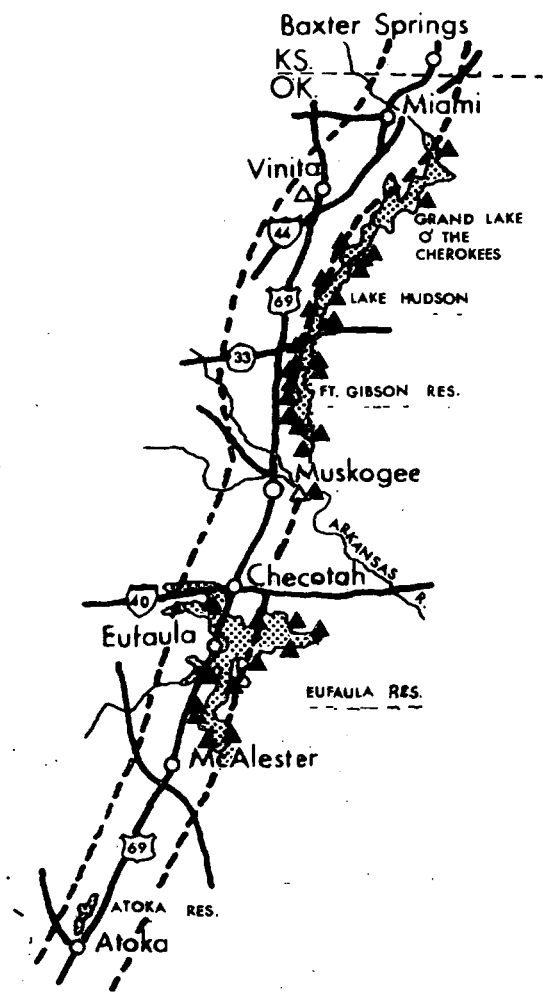 Baxter Springs
KS.
OK.
Miami
Vinita
44
GRAND LAKE
O' THE
CHEROKEES
69
LAKE HUDSON
33
FT. GIBSON RES.
Muskogee
ARKANSAS R.
Checotah
40
Eufaula
EUFAULA RES.
McAlester
69
ATOKA RES.
Atoka